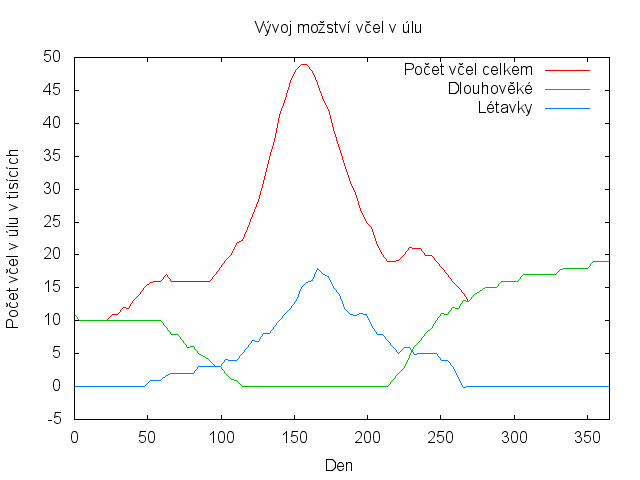 Vývoj možství včel v úlu
Počet včel celkem
Dlouhověké
Létavky
Počet včel v úlu v tisících
50
45
40
35
30
25
20
15
10
5
0
-5
0 50 100 150 200 250 300 350
Den